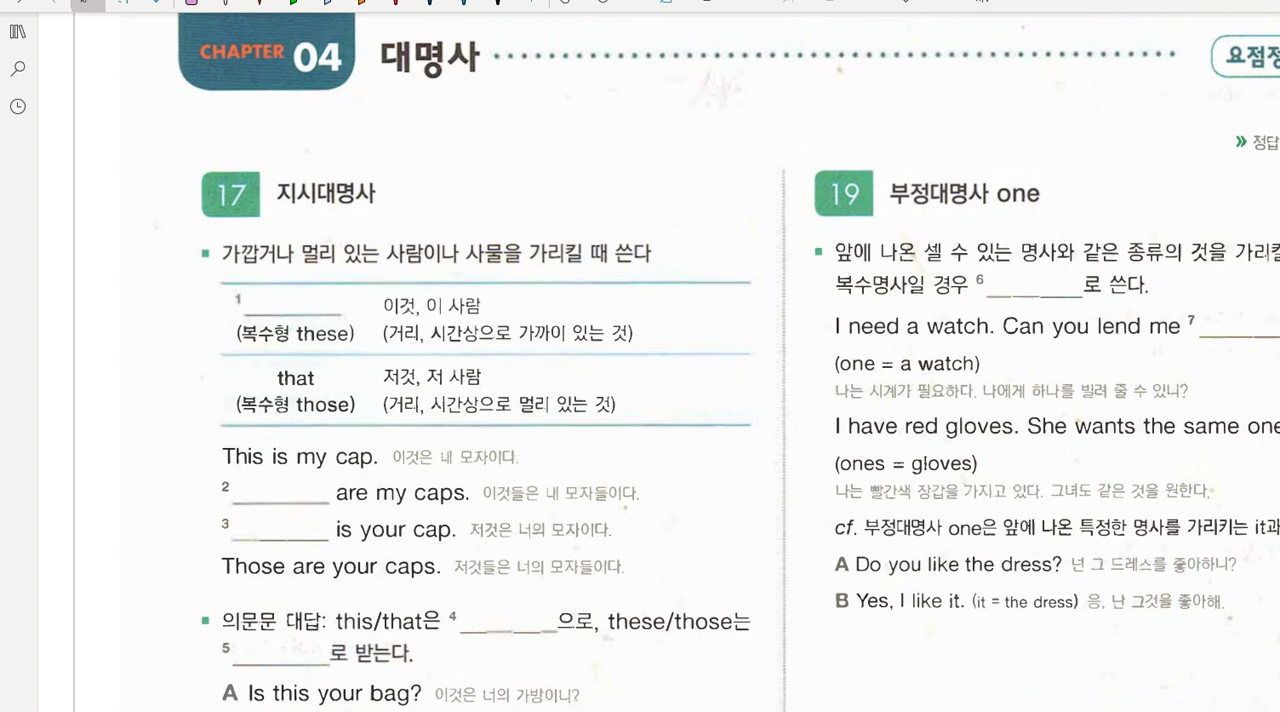 CHAPTER 04 대명사
요점정
» 정답
17 지시대명사
▪ 가깝거나 멀리 있는 사람이나 사물을 가리킬 때 쓴다
1 ________ 이것, 이 사람
(복수형 these) (거리, 시간상으로 가까이 있는 것)
that 저것, 저 사람
(복수형 those) (거리, 시간상으로 멀리 있는 것)
This is my cap. 이것은 내 모자이다.
2 ________ are my caps. 이것들은 내 모자들이다.
3 ________ is your cap. 저것은 너의 모자이다.
Those are your caps. 저것들은 너의 모자들이다.
▪ 의문문 대답: this/that은 4 ________으로, these/those는
5 ________로 받는다.
A Is this your bag? 이것은 너의 가방이니?
19 부정대명사 one
▪ 앞에 나온 셀 수 있는 명사와 같은 종류의 것을 가리킬
복수명사일 경우 6 ________로 쓴다.
I need a watch. Can you lend me 7 ________
(one = a watch)
나는 시계가 필요하다. 나에게 하나를 빌려 줄 수 있니?
I have red gloves. She wants the same one
(ones = gloves)
나는 빨간색 장갑을 가지고 있다. 그녀도 같은 것을 원한다.
cf. 부정대명사 one은 앞에 나온 특정한 명사를 가리키는 it과
A Do you like the dress? 넌 그 드레스를 좋아하니?
B Yes, I like it. (it = the dress) 응, 난 그것을 좋아해.